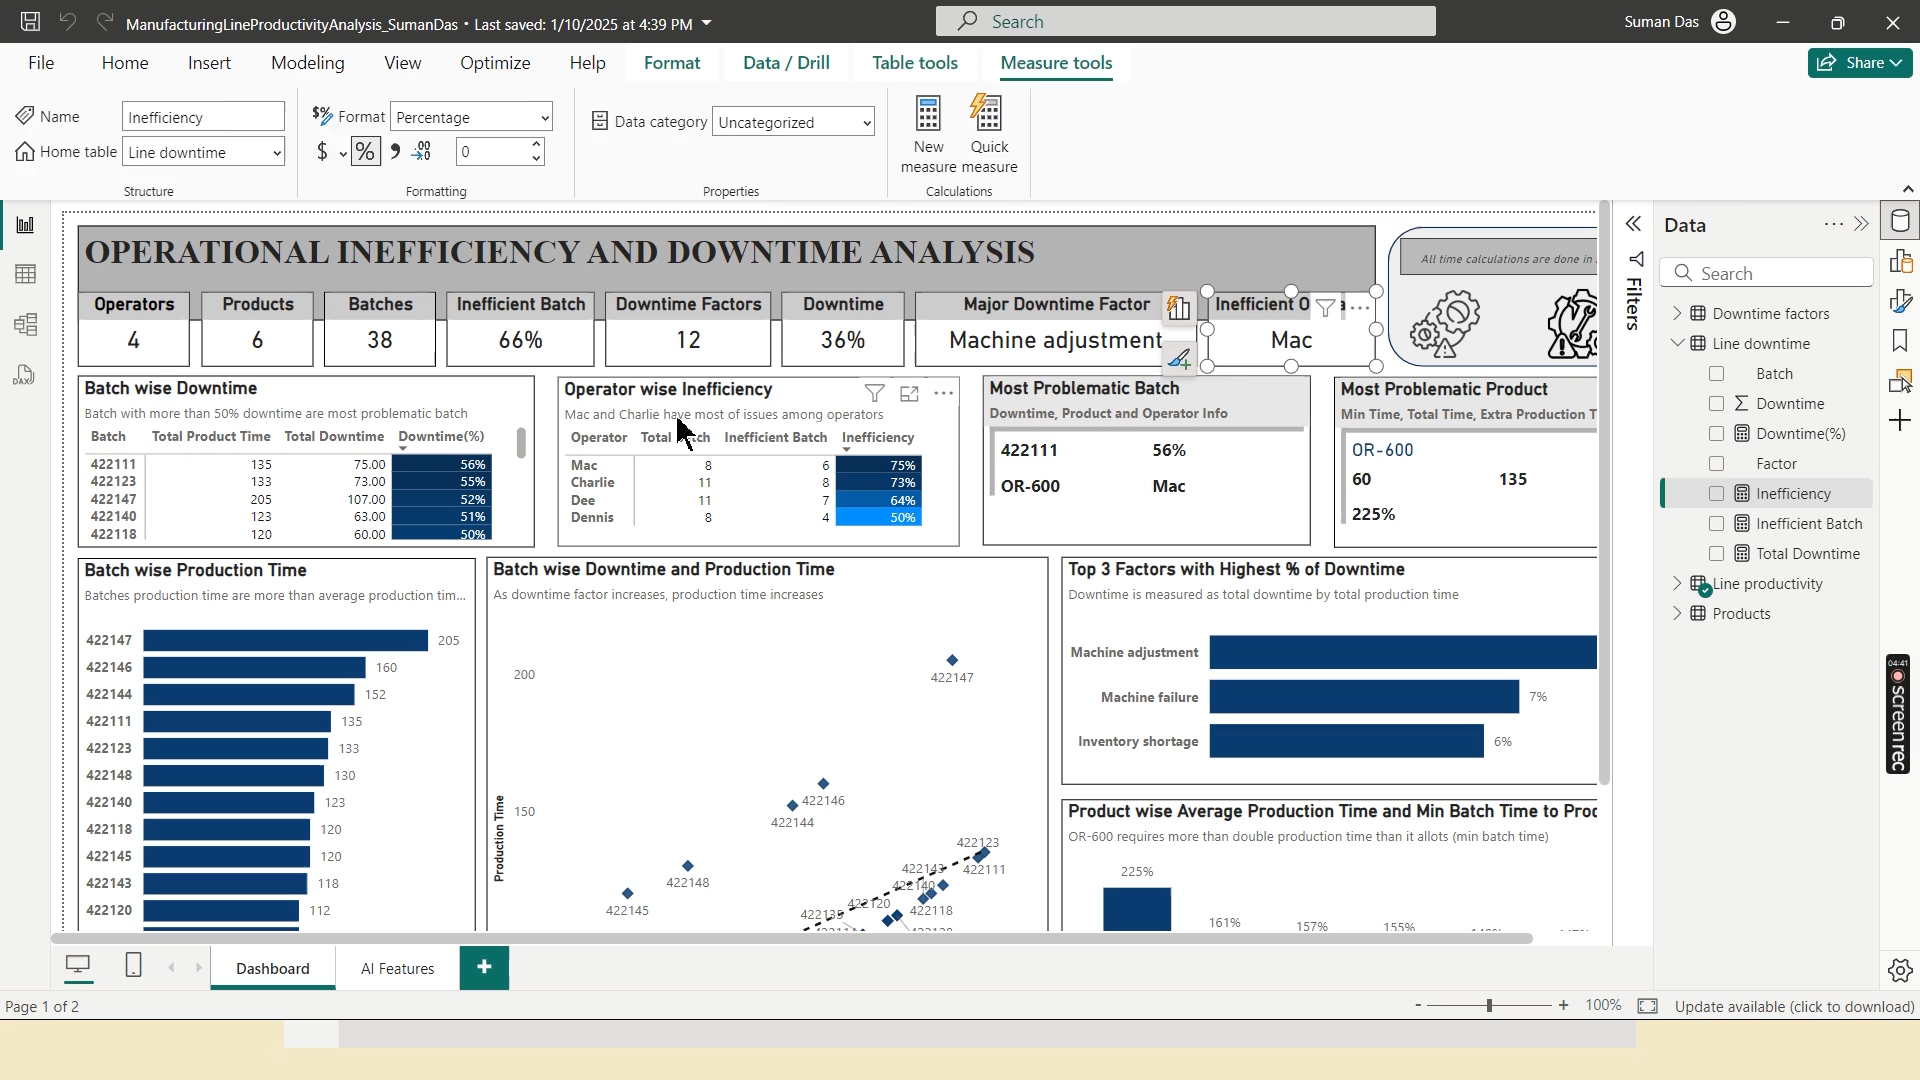 ManufacturingLineProductivityAnalysis_SumanDas • Last saved: 1/10/2025 at 4:39 PM
Search
Suman Das
File Home Insert Modeling View Optimize Help Format Data / Drill Table tools Measure tools
Share
Name Inefficiency
Format Percentage
Data category Uncategorized
Home table Line downtime
$ % 0
New measure
Quick measure
Structure Formatting Properties Calculations
OPERATIONAL INEFFICIENCY AND DOWNTIME ANALYSIS
All time calculations are done in
Operators Products Batches Inefficient Batch Downtime Factors Downtime Major Downtime Factor Inefficient O
4 6 38 66% 12 36% Machine adjustment Mac
Batch wise Downtime
Batch with more than 50% downtime are most problematic batch
Batch Total Product Time Total Downtime Downtime(%)
422111 135 75.00 56%
422123 133 73.00 55%
422147 205 107.00 52%
422140 123 63.00 51%
422118 120 60.00 50%
Operator wise Inefficiency
Mac and Charlie have most of issues among operators
Operator Inefficient Batch Inefficiency
Mac 8 6 75%
Charlie 11 8 73%
Dee 11 7 64%
Dennis 8 4 50%
Most Problematic Batch
Downtime, Product and Operator Info
422111 56%
OR-600 Mac
Most Problematic Product
Min Time, Total Time, Extra Production T
OR-600
60 135
225%
Batch wise Production Time
Batches production time are more than average production tim...
422147 205
422146 160
422144 152
422111 135
422123 133
422148 130
422140 123
422118 120
422145 120
422143 118
422120 112
Batch wise Downtime and Production Time
As downtime factor increases, production time increases
Production Time
200
150
422147
422146
422144
422123
422143
422111
422148
422140
422120
422118
422145
422135
Top 3 Factors with Highest % of Downtime
Downtime is measured as total downtime by total production time
Machine adjustment
Machine failure 7%
Inventory shortage 6%
Product wise Average Production Time and Min Batch Time to Proc
OR-600 requires more than double production time than it allots (min batch time)
225%
161%
157%
155%
Filters
Data
Search
Downtime factors
Line downtime
Batch
Downtime
Downtime(%)
Factor
Inefficiency
Inefficient Batch
Total Downtime
Line productivity
Products
04:41
screenrec
Dashboard AI Features
Page 1 of 2
- + 100%
Update available (click to download)
DAX